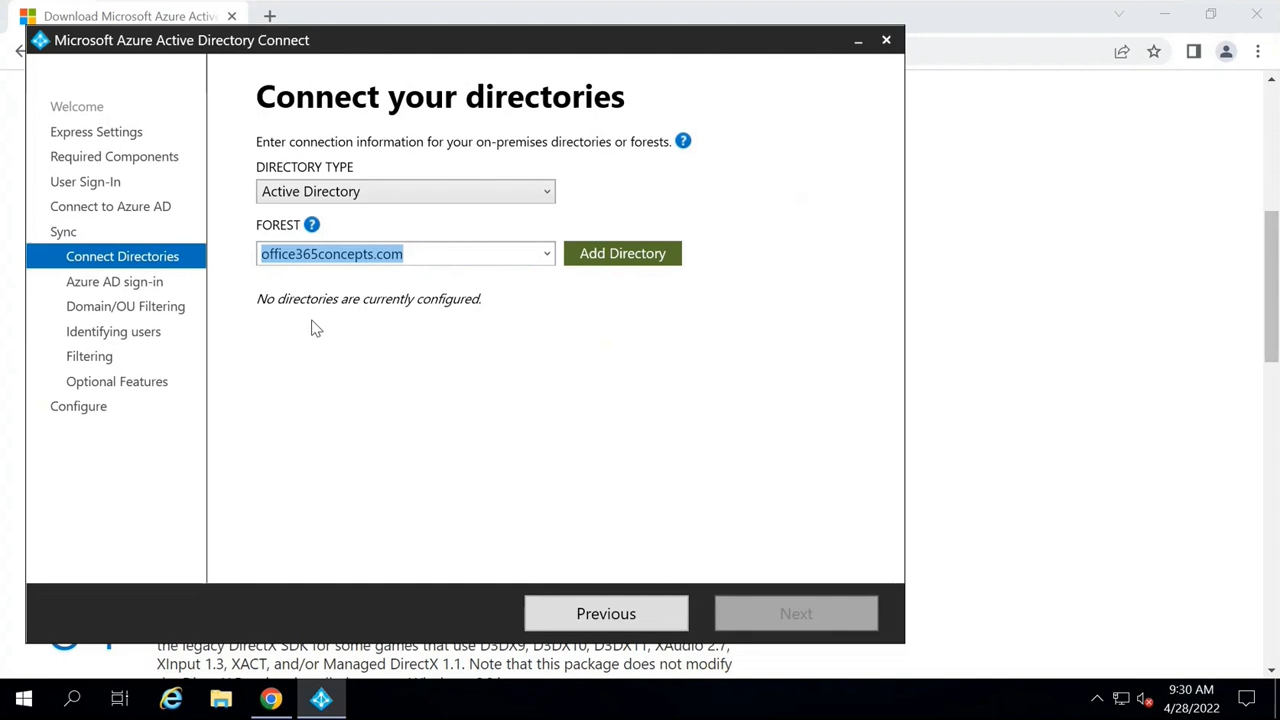 Download Microsoft Azure Active
Microsoft Azure Active Directory Connect
Welcome
Express Settings
Required Components
User Sign-In
Connect to Azure AD
Sync
Connect Directories
Azure AD sign-in
Domain/OU Filtering
Identifying users
Filtering
Optional Features
Configure
Connect your directories
Enter connection information for your on-premises directories or forests. ?
DIRECTORY TYPE
Active Directory
FOREST ?
office365concepts.com
Add Directory
No directories are currently configured.
Previous
Next
the legacy DirectX SDK for some games that use D3DX9, D3DX10, D3DX11, XAudio 2.7,
XInput 1.3, XACT, and/or Managed DirectX 1.1. Note that this package does not modify
9:30 AM
4/28/2022